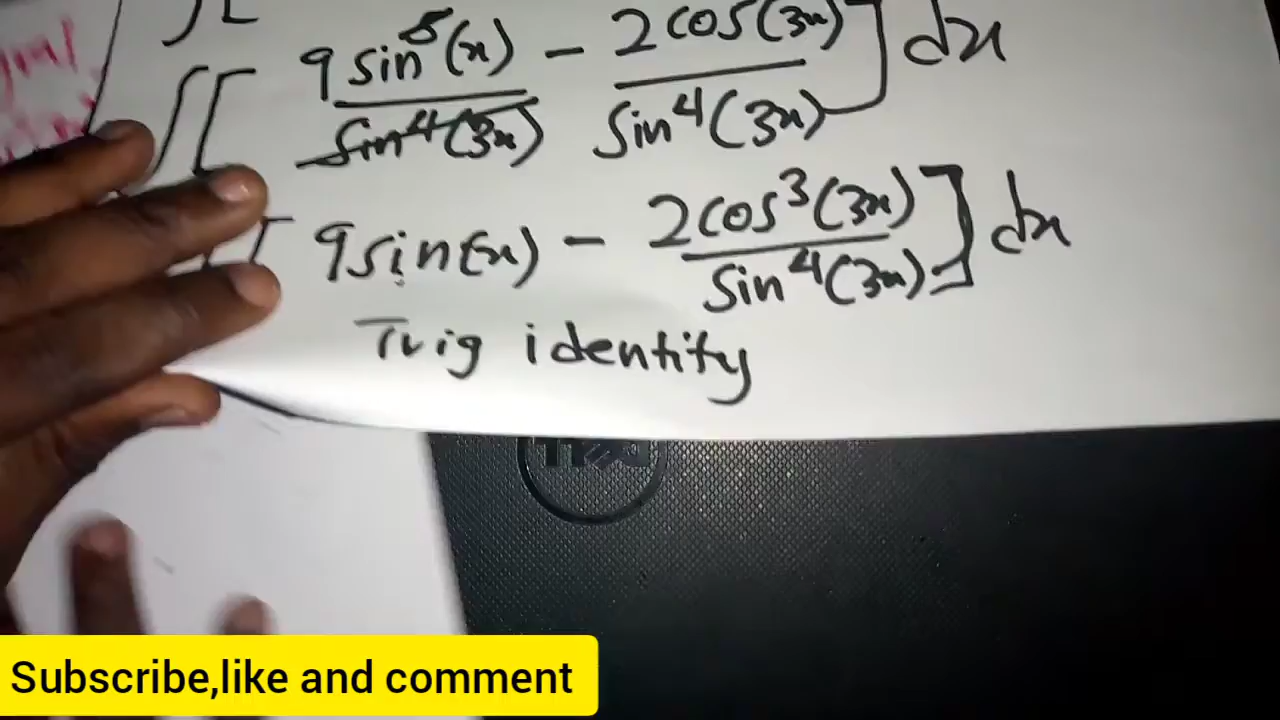 ∫[ 9sin⁵(x)/sin⁴(3x) − 2cos(3x)/sin⁴(3x) ] dx
[ 9sin(x) − 2cos³(3x)/sin⁴(3x) ] dx
Trig identity
Subscribe,like and comment